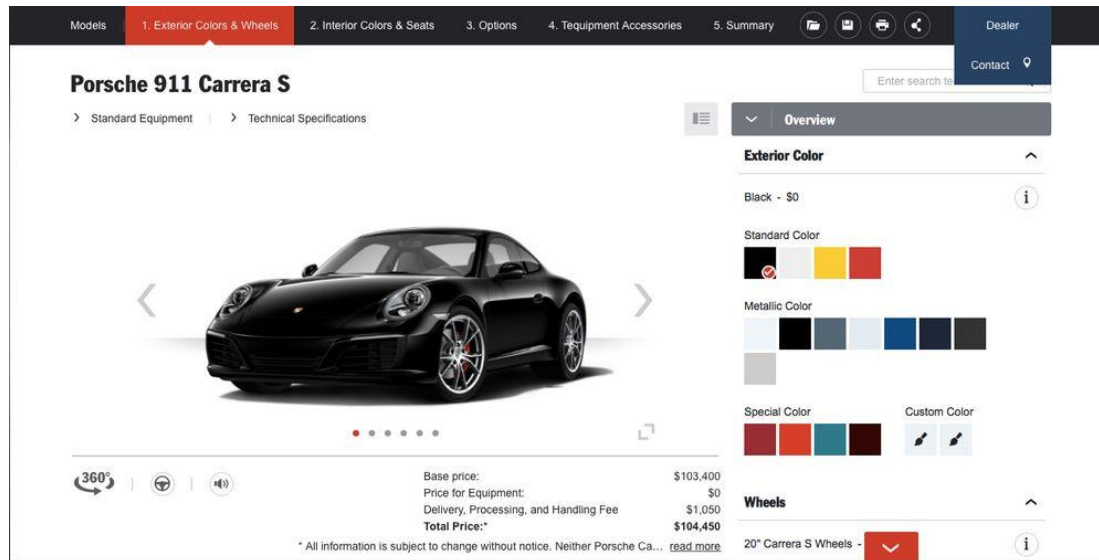 Models
1. Exterior Colors & Wheels
2. Interior Colors & Seats
3. Options
4. Tequipment Accessories
5. Summary
Dealer
Contact
Porsche 911 Carrera S
Enter search te
Standard Equipment
Technical Specifications
Overview
Exterior Color
Black - $0
i
Standard Color
Metallic Color
Special Color
Custom Color
360°
Base price: $103,400
Price for Equipment: $0
Delivery, Processing, and Handling Fee $1,050
Total Price:* $104,450
* All information is subject to change without notice. Neither Porsche Ca... read more
Wheels
20" Carrera S Wheels -
i